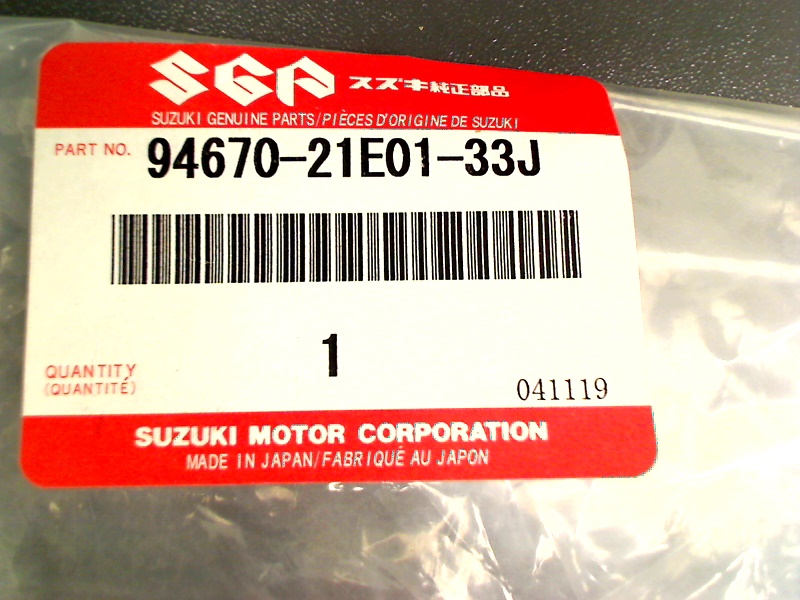 SGP スズキ純正部品
SUZUKI GENUINE PARTS/PIÈCES D'ORIGINE DE SUZUKI
PART NO. 94670-21E01-33J
1
QUANTITY
(QUANTITÉ)
041119
SUZUKI MOTOR CORPORATION
MADE IN JAPAN/FABRIQUÉ AU JAPON